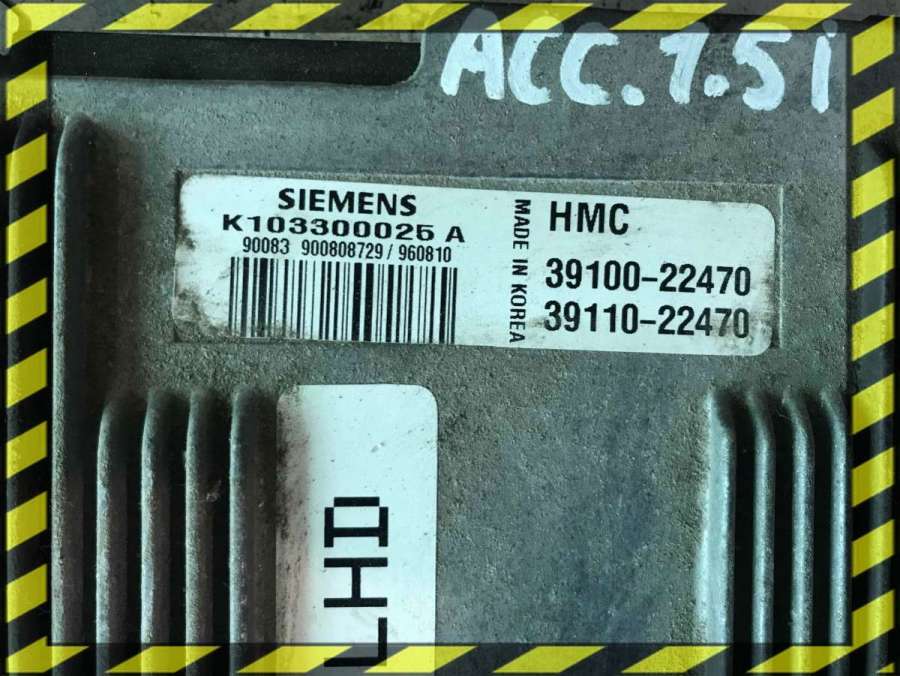 ACC. 1.5i
SIEMENS
K103300025 A
90083 900808729 / 960810
MADE IN KOREA
HMC
39100-22470
39110-22470
LHD